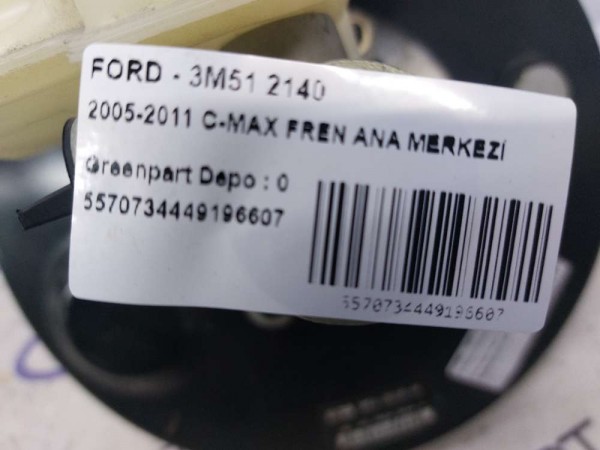 FORD - 3M51 2140
2005-2011 C-MAX FREN ANA MERKEZİ
Greenpart Depo : 0
5570734449196607
5570734449196607